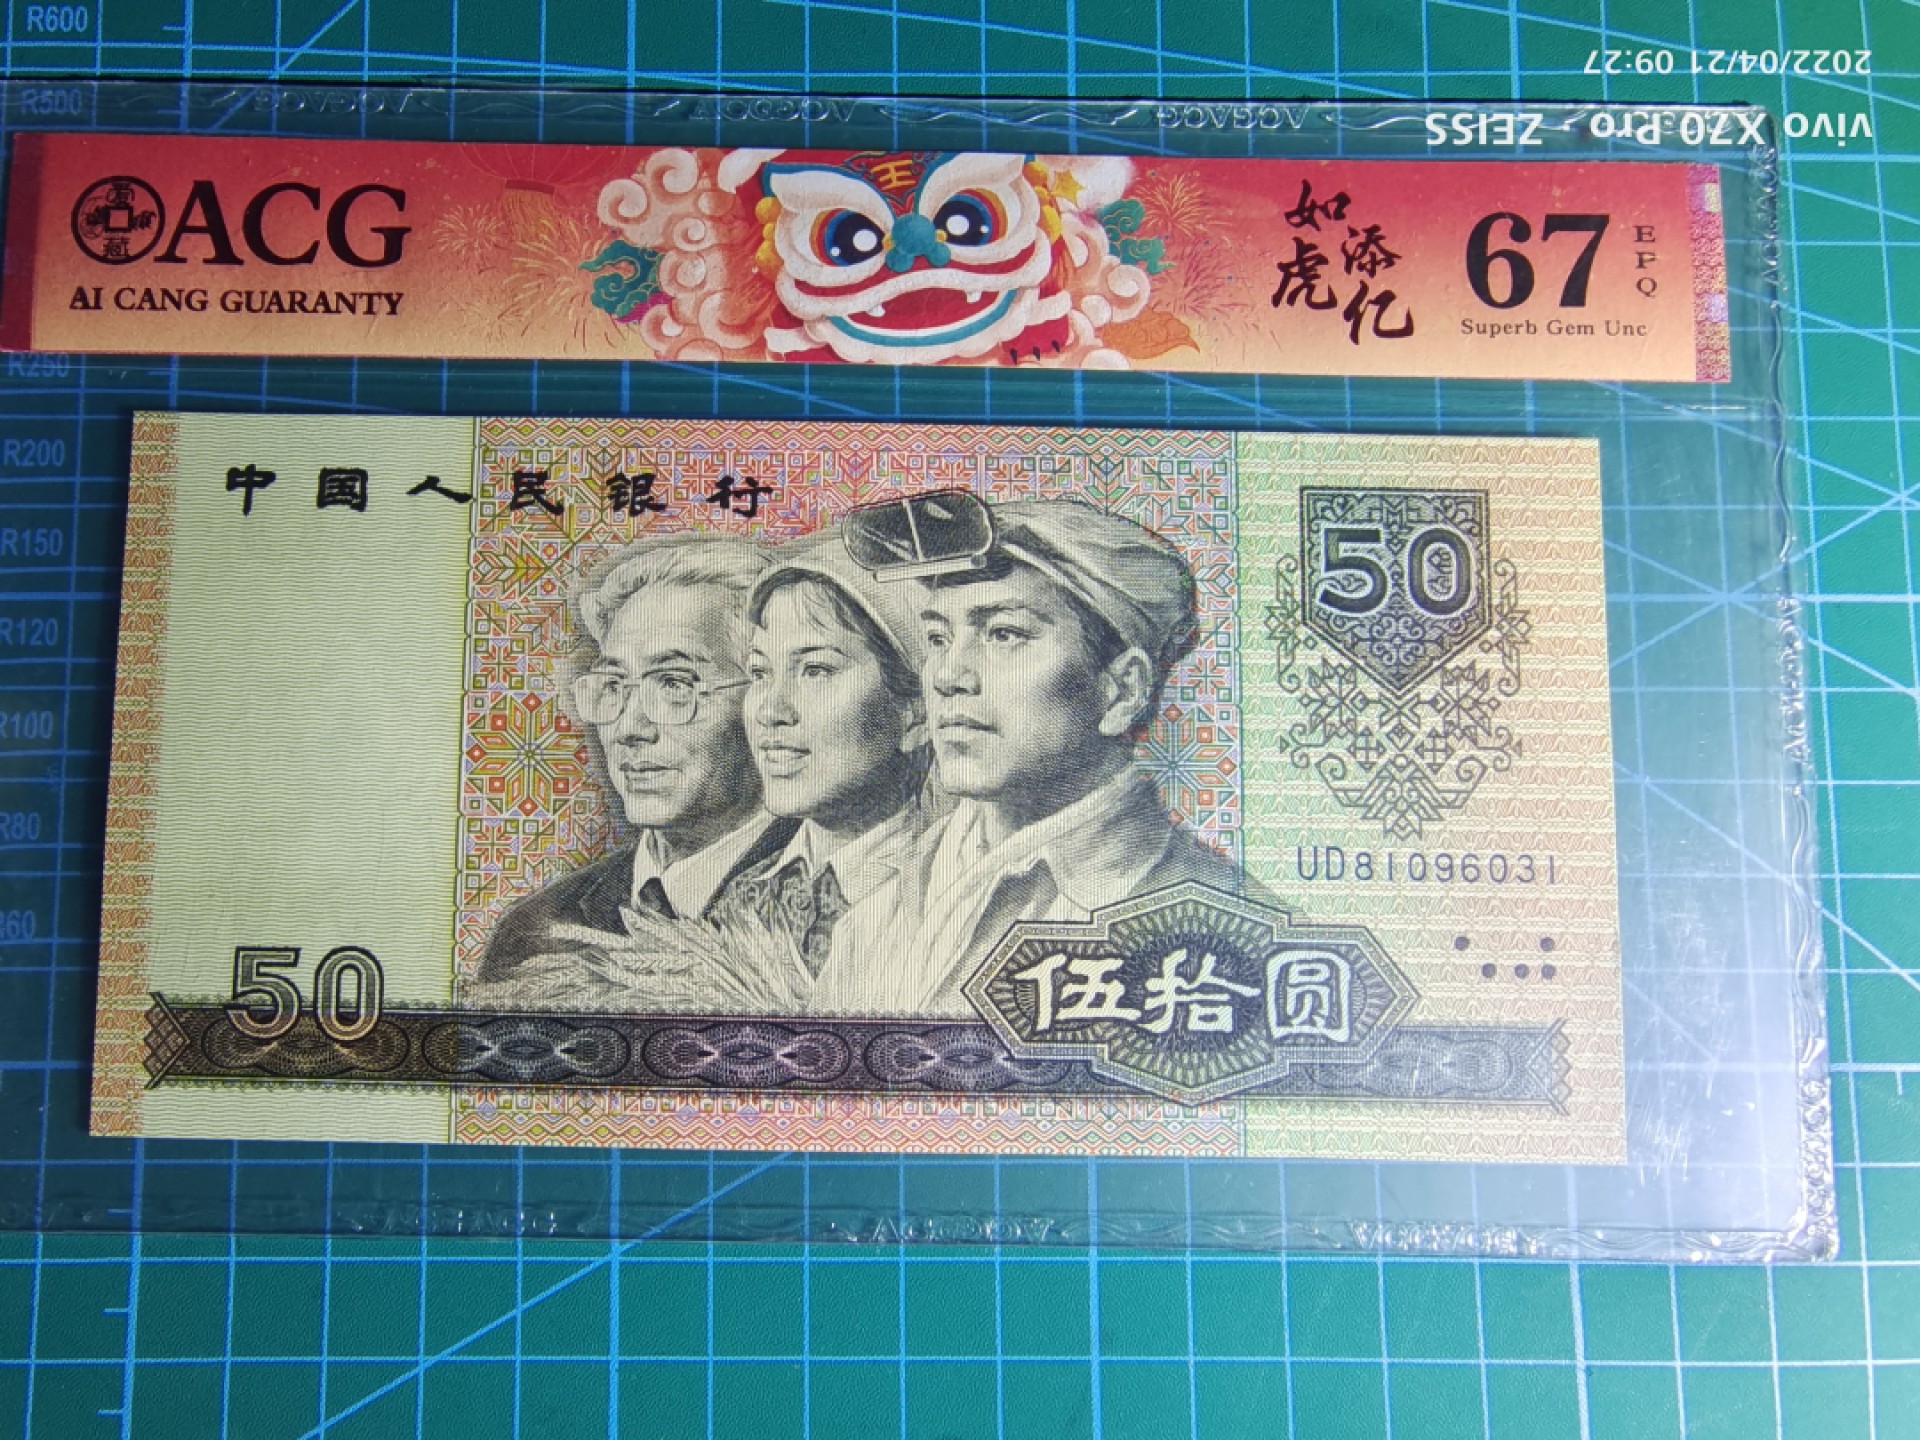 R600
2022/04/21 09:27
R500
vivo X70 Pro · ZEISS
ACG
AI CANG GUARANTY
王
如虎添亿
67
EPQ
Superb Gem Unc
R250
R200
中国人民银行
50
R150
R120
R100
R80
UD81096031
R60
50
伍拾圆